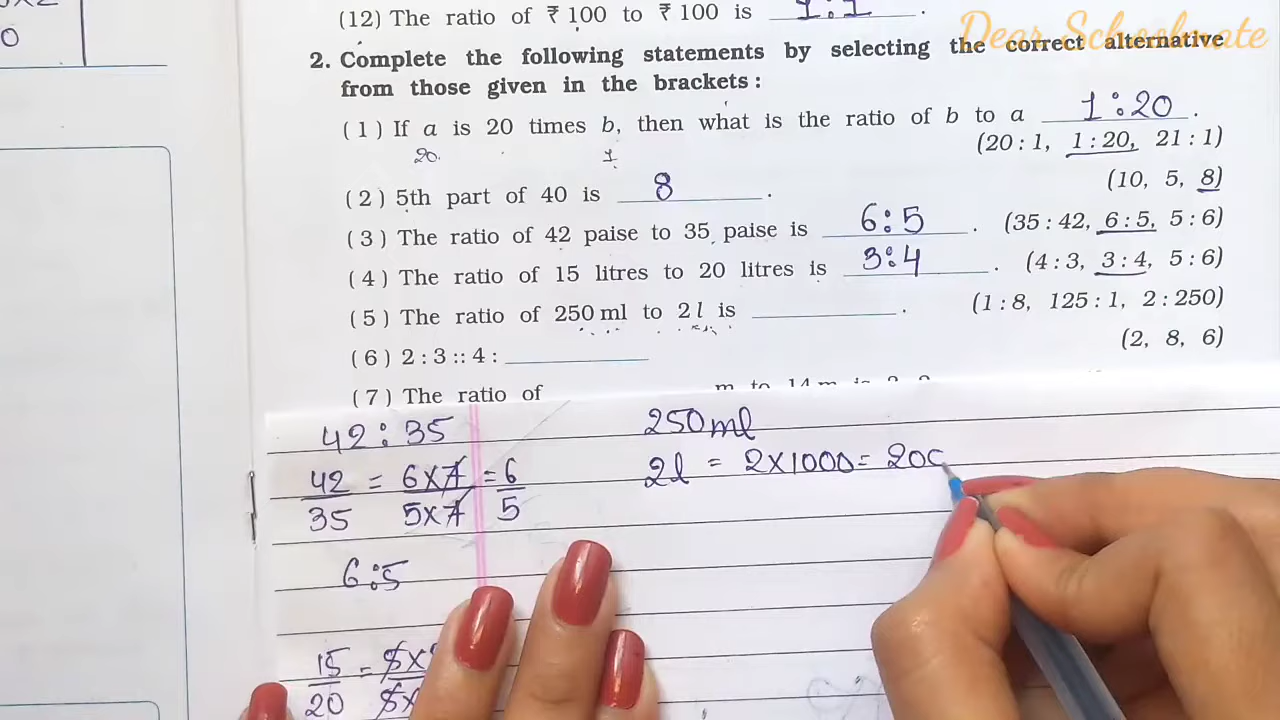 (12) The ratio of ₹ 100 to ₹ 100 is 1:1.
Dear Schoolmate
2. Complete the following statements by selecting the correct alternative
from those given in the brackets :
(1) If a is 20 times b, then what is the ratio of b to a 1:20.
20. 1
(20 : 1, 1 : 20, 21 : 1)
(2) 5th part of 40 is 8. (10, 5, 8)
(3) The ratio of 42 paise to 35 paise is 6:5. (35 : 42, 6 : 5, 5 : 6)
(4) The ratio of 15 litres to 20 litres is 3:4. (4 : 3, 3 : 4, 5 : 6)
(5) The ratio of 250 ml to 2 l is ______. (1 : 8, 125 : 1, 2 : 250)
(6) 2 : 3 :: 4 : ______ (2, 8, 6)
(7) The ratio of m to 14 m is
42:35
42/35 = 6×7/5×7 = 6/5
6:5
15/20 =
250ml
2l = 2×1000= 200